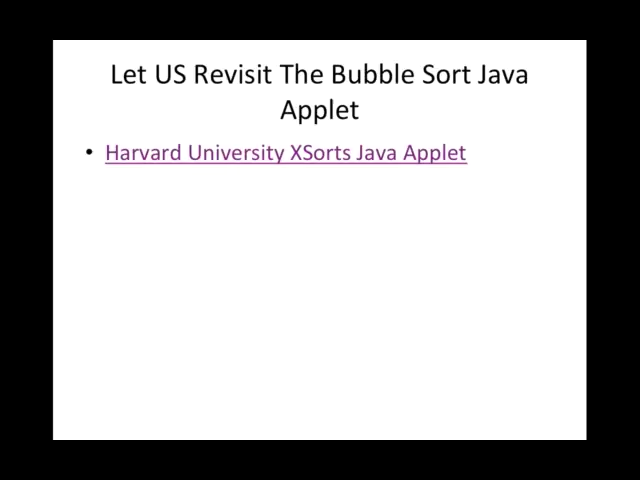 Let US Revisit The Bubble Sort Java
Applet
• Harvard University XSorts Java Applet